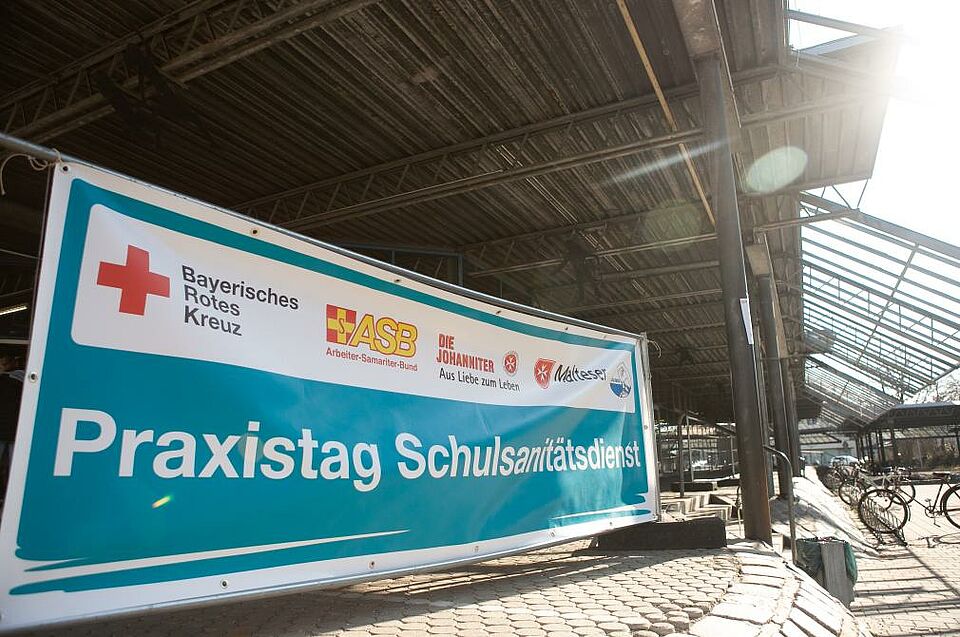 Bayerisches
Rotes
Kreuz
S ASB
Arbeiter-Samariter-Bund
DIE
JOHANNITER
Aus Liebe zum Leben
Malteser
Praxistag Schulsanitätsdienst